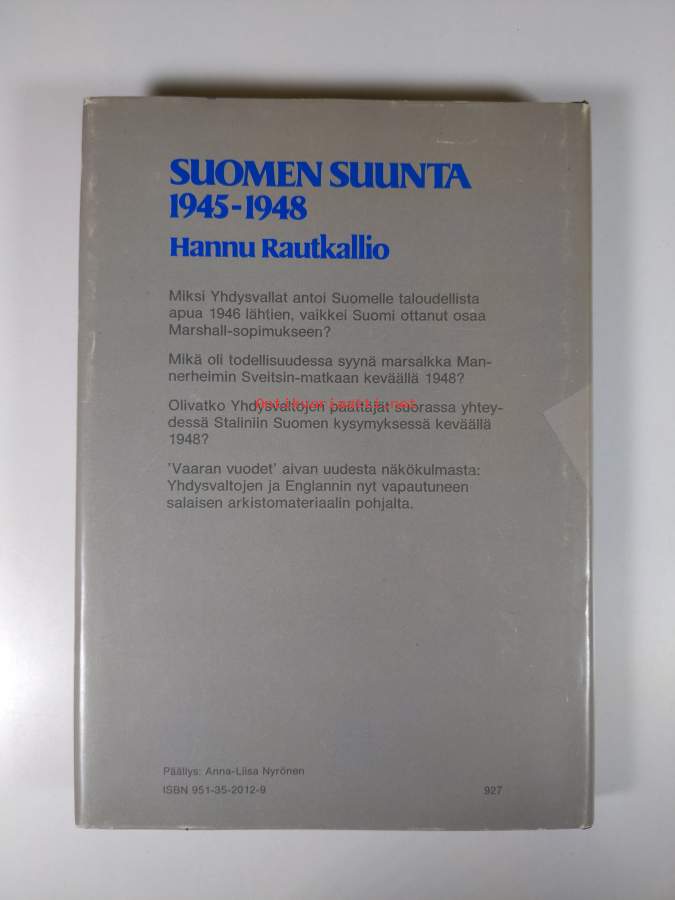 SUOMEN SUUNTA
1945-1948
Hannu Rautkallio
Miksi Yhdysvallat antoi Suomelle taloudellista
apua 1946 lähtien, vaikkei Suomi ottanut osaa
Marshall-sopimukseen?
Mikä oli todellisuudessa syynä marsalkka Man-
nerheimin Sveitsin-matkaan keväällä 1948?
Olivatko Yhdysvaltojen päättäjät suorassa yhtey-
Antikvariaatti.net
dessä Staliniin Suomen kysymyksessä keväällä
1948?
'Vaaran vuodet' aivan uudesta näkökulmasta:
Yhdysvaltojen ja Englannin nyt vapautuneen
salaisen arkistomateriaalin pohjalta.
Päällys: Anna-Liisa Nyrönen
ISBN 951-35-2012-9
927